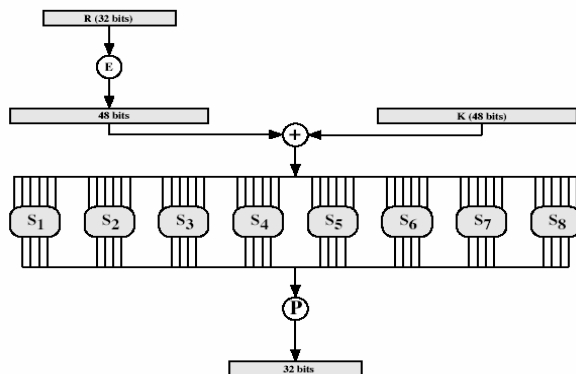 R (32 bits)
E
48 bits
K (48 bits)
+
S1 S2 S3 S4 S5 S6 S7 S8
P
32 bits